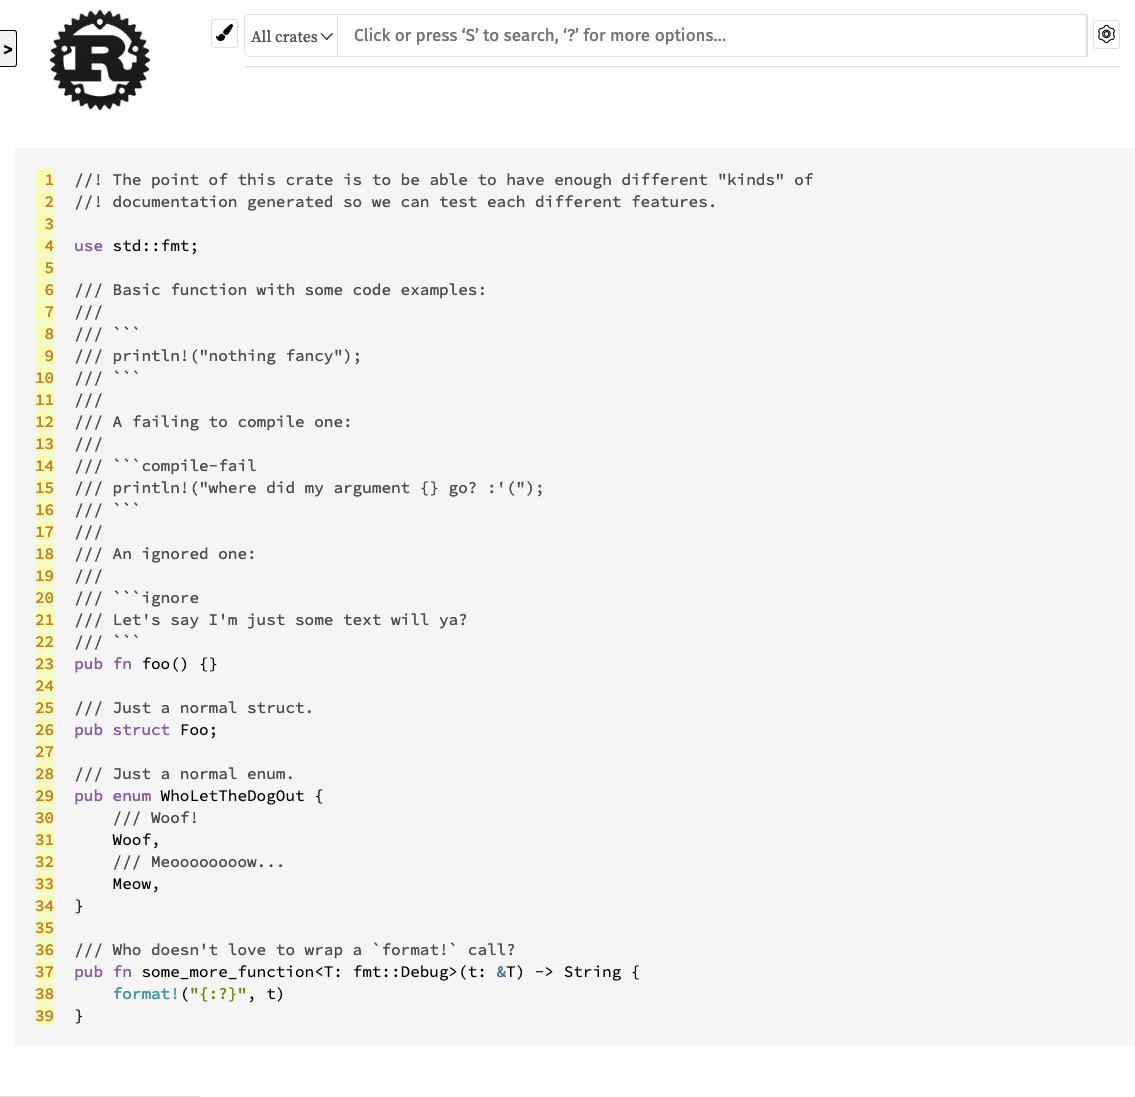 >
R
All crates
Click or press ‘S’ to search, ‘?’ for more options...
1 //! The point of this crate is to be able to have enough different "kinds" of
2 //! documentation generated so we can test each different features.
3
4 use std::fmt;
5
6 /// Basic function with some code examples:
7 ///
8 /// ```
9 /// println!("nothing fancy");
10 /// ```
11 ///
12 /// A failing to compile one:
13 ///
14 /// ```compile-fail
15 /// println!("where did my argument {} go? :'(");
16 /// ```
17 ///
18 /// An ignored one:
19 ///
20 /// ```ignore
21 /// Let's say I'm just some text will ya?
22 /// ```
23 pub fn foo() {}
24
25 /// Just a normal struct.
26 pub struct Foo;
27
28 /// Just a normal enum.
29 pub enum WhoLetTheDogOut {
30     /// Woof!
31     Woof,
32     /// Meoooooooow...
33     Meow,
34 }
35
36 /// Who doesn't love to wrap a `format!` call?
37 pub fn some_more_function<T: fmt::Debug>(t: &T) -> String {
38     format!("{:?}", t)
39 }